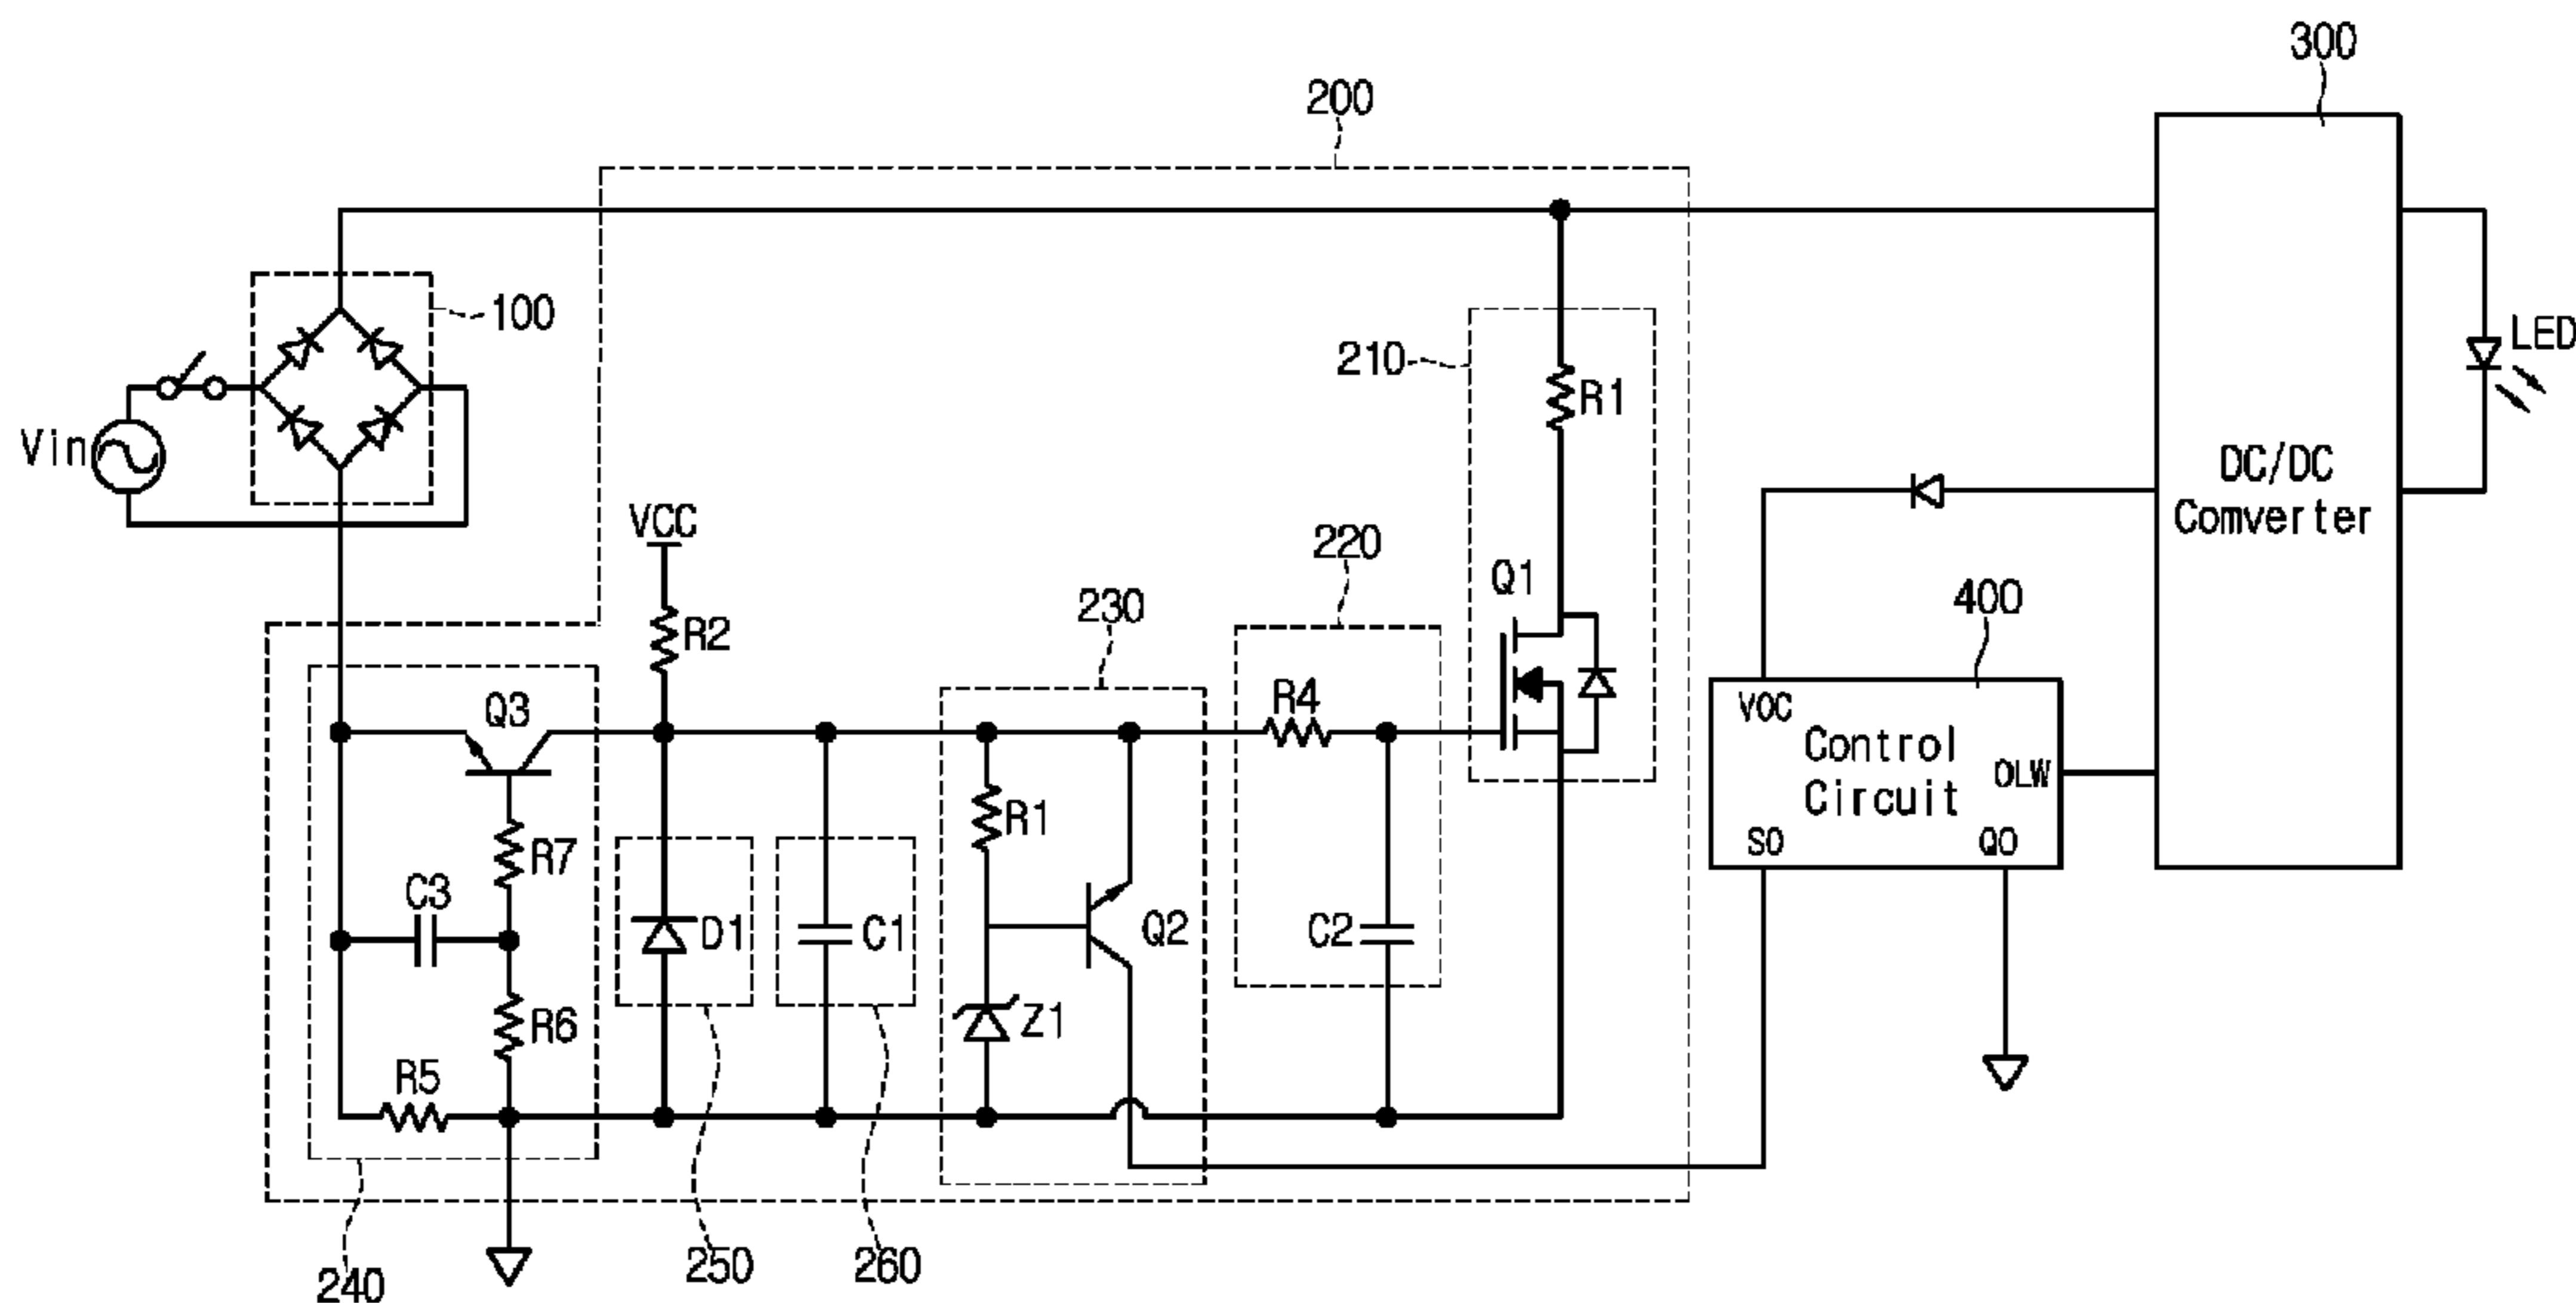 300
200
100
R1
210
LED
Vin
DC/DC
Comverter
VCC
220
Q1
230
400
R2
Q3
R4
VOC
Control
Circuit
OLW
R1
SO
QO
R7
C3
D1
C1
Q2
C2
Z1
R6
R5
250
260
240